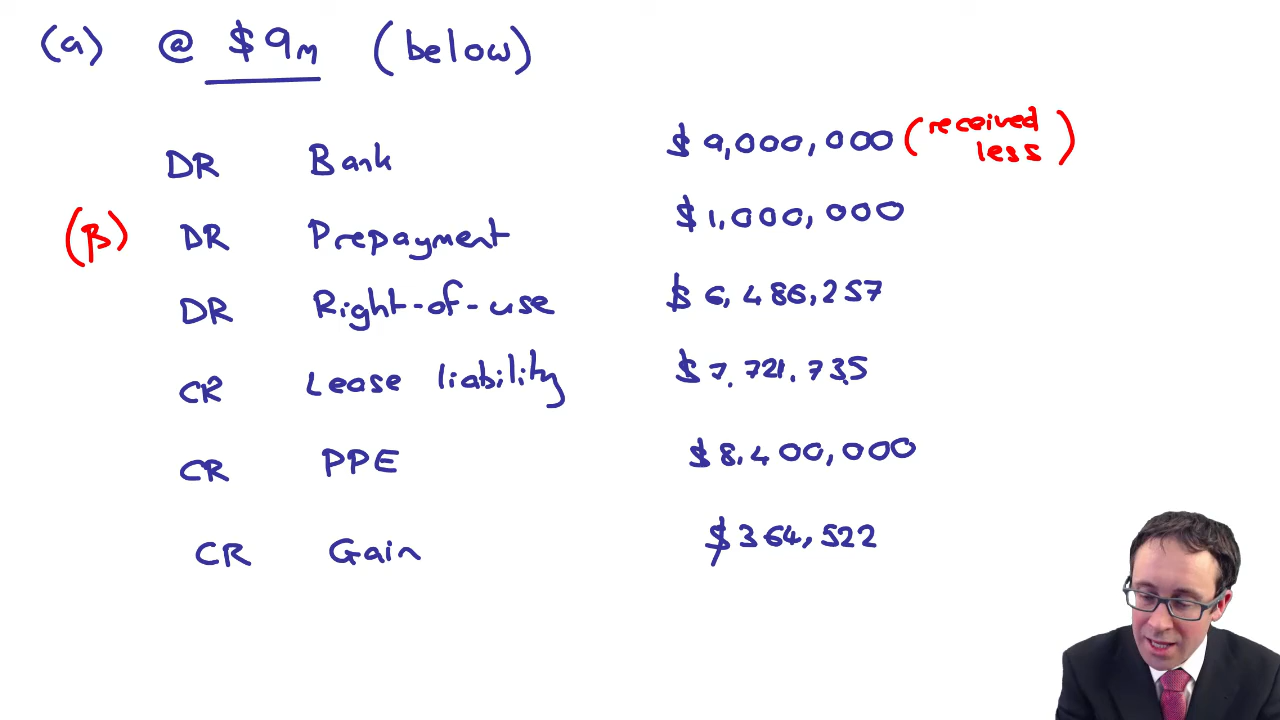 (a) @ $9m (below)
DR Bank $9,000,000 (received less)
(B) DR Prepayment $1,000,000
DR Right-of-use $6,486,257
CR Lease liability $7,721,735
CR PPE $8,400,000
CR Gain $364,522